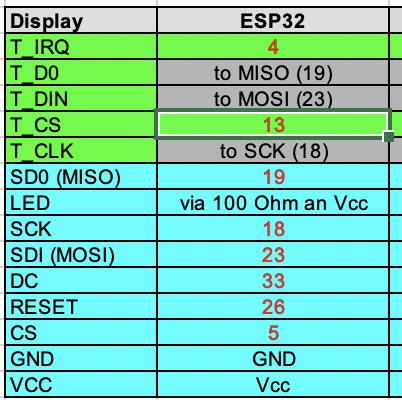 Display ESP32
T_IRQ 4
T_D0 to MISO (19)
T_DIN to MOSI (23)
T_CS 13
T_CLK to SCK (18)
SD0 (MISO) 19
LED via 100 Ohm an Vcc
SCK 18
SDI (MOSI) 23
DC 33
RESET 26
CS 5
GND GND
VCC Vcc